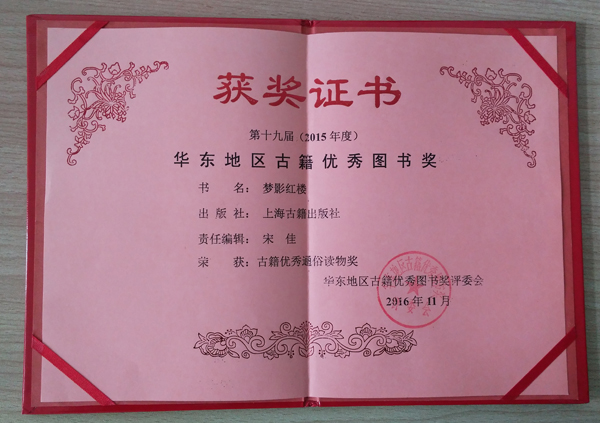 获奖证书
第十九届（2015年度）
华东地区古籍优秀图书奖
书 名：梦影红楼
出 版 社：上海古籍出版社
责任编辑：宋 佳
荣 获：古籍优秀通俗读物奖
华东地区古籍优秀图书奖评委会
2016年11月